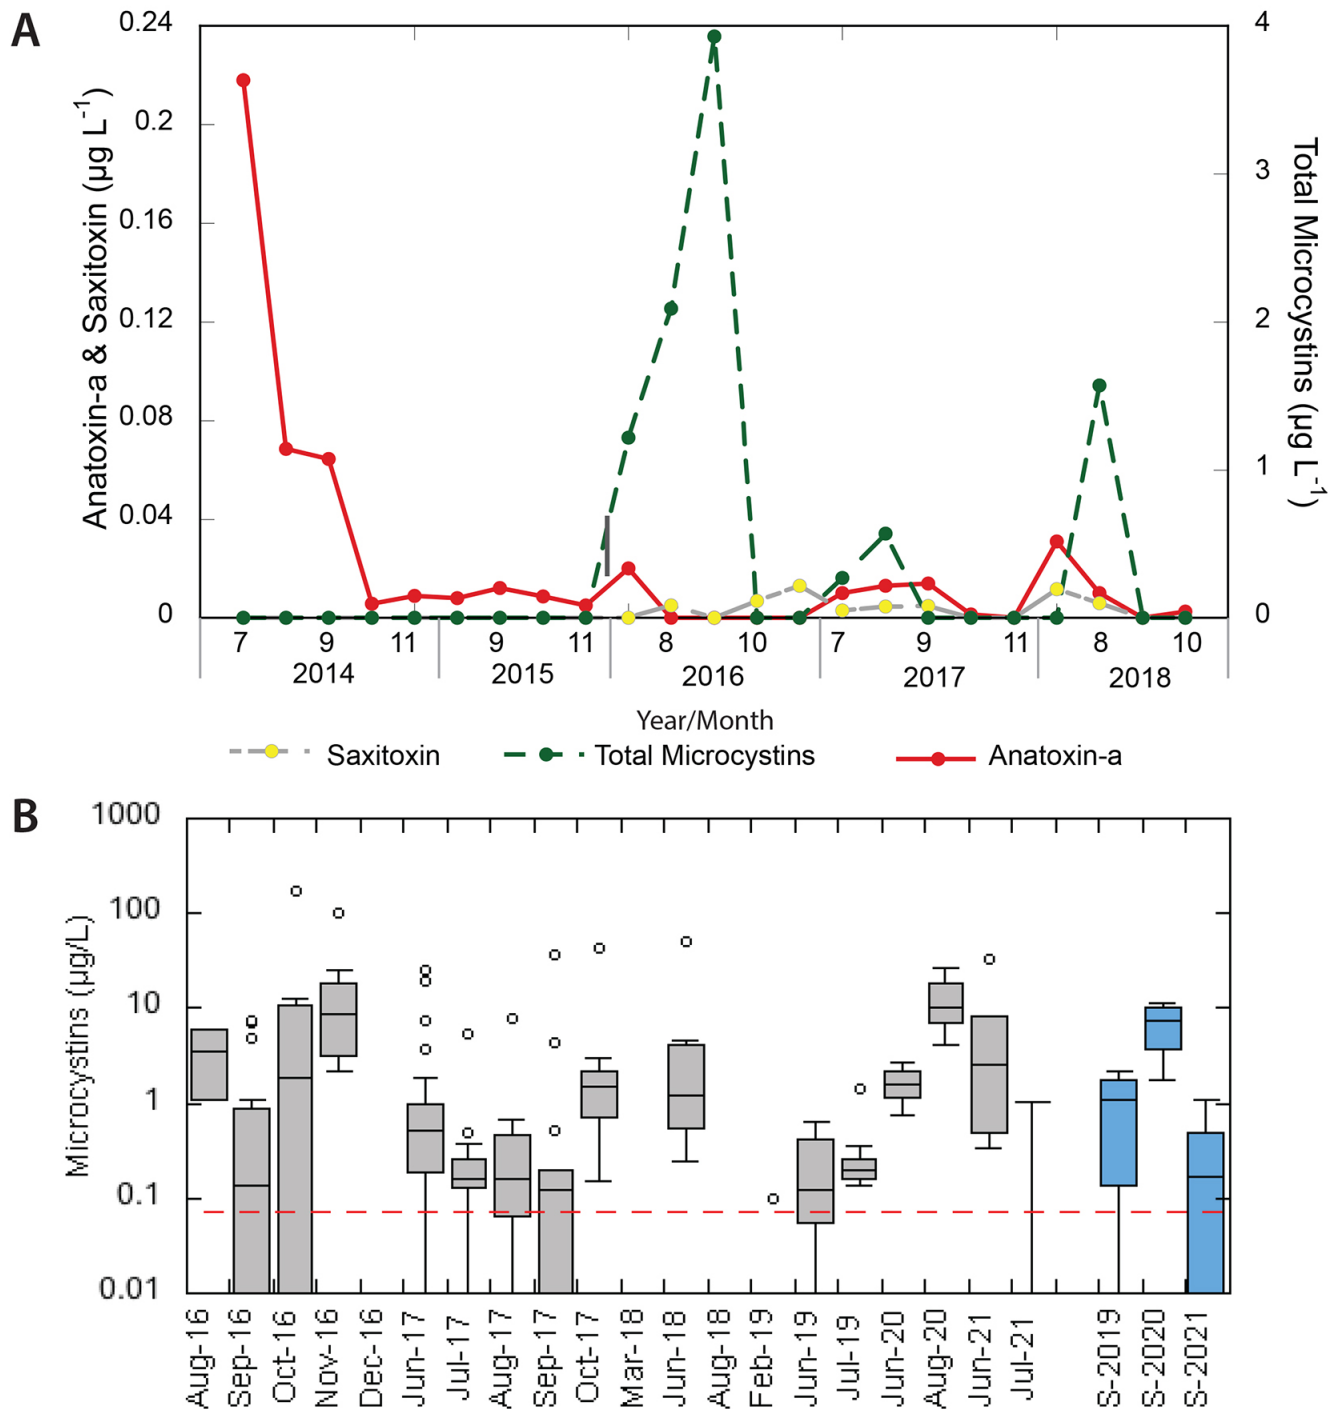 A
0.24
0.2
0.16
0.12
0.08
0.04
0
Anatoxin-a & Saxitoxin (µg L-1)
4
3
2
1
0
Total Microcystins (µg L-1)
7 9 11 9 11 8 10 7 9 11 8 10
2014 2015 2016 2017 2018
Year/Month
Saxitoxin Total Microcystins Anatoxin-a
B
1000
100
10
1
0.1
0.01
Microcystins (µg/L)
Aug-16
Sep-16
Oct-16
Nov-16
Dec-16
Jun-17
Jul-17
Aug-17
Sep-17
Oct-17
Mar-18
Jun-18
Aug-18
Feb-19
Jun-19
Jul-19
Jun-20
Aug-20
Jun-21
Jul-21
S-2019
S-2020
S-2021